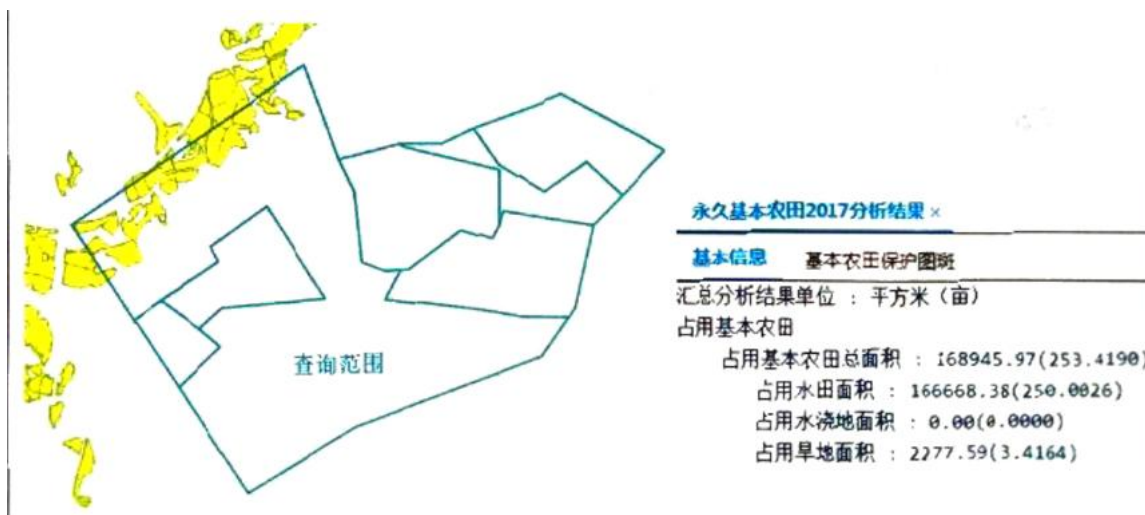 查询范围
永久基本农田2017分析结果 ×
基本信息 基本农田保护图斑
汇总分析结果单位 : 平方米 (亩)
占用基本农田
占用基本农田总面积 : 168945.97(253.4190)
占用水田面积 : 166668.38(250.0026)
占用水浇地面积 : 0.00(0.0000)
占用旱地面积 : 2277.59(3.4164)